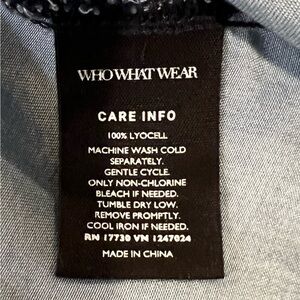 WHO WHAT WEAR
CARE INFO
100% LYOCELL
MACHINE WASH COLD
SEPARATELY.
GENTLE CYCLE.
ONLY NON-CHLORINE
BLEACH IF NEEDED.
TUMBLE DRY LOW.
REMOVE PROMPTLY.
COOL IRON IF NEEDED.
RN 17730 VN 1247024
MADE IN CHINA